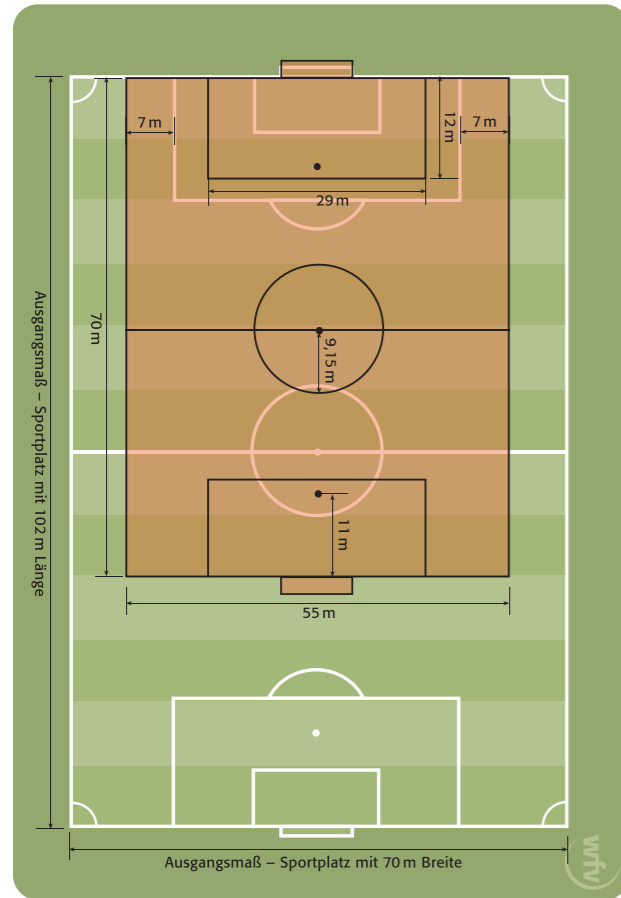 7 m
12 m
7 m
29 m
Ausgangsmaß – Sportplatz mit 102 m Länge
70 m
9,15 m
11 m
55 m
Ausgangsmaß – Sportplatz mit 70 m Breite
wfv